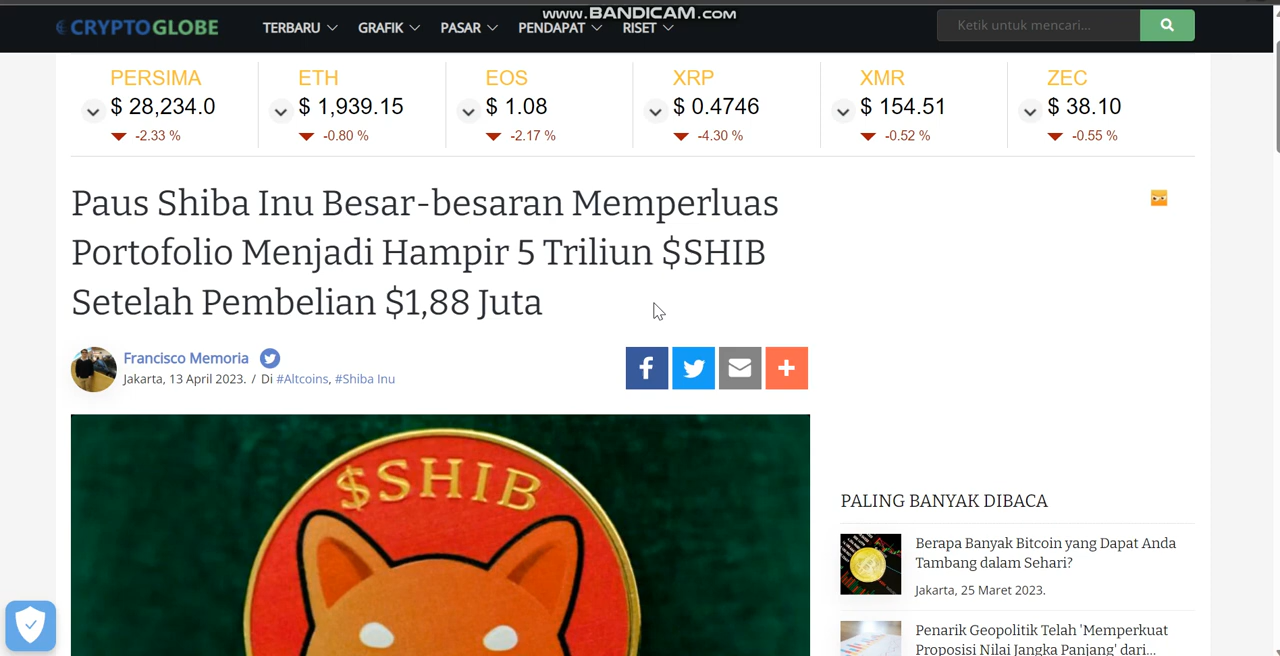 www.BANDICAM.com
CRYPTOGLOBE TERBARU GRAFIK PASAR PENDAPAT RISET Ketik untuk mencari...
PERSIMA ETH EOS XRP XMR ZEC
$ 28,234.0 $ 1,939.15 $ 1.08 $ 0.4746 $ 154.51 $ 38.10
-2.33 % -0.80 % -2.17 % -4.30 % -0.52 % -0.55 %
Paus Shiba Inu Besar-besaran Memperluas
Portofolio Menjadi Hampir 5 Triliun $SHIB
Setelah Pembelian $1,88 Juta
Francisco Memoria
Jakarta, 13 April 2023. / Di #Altcoins, #Shiba Inu
$SHIB
PALING BANYAK DIBACA
Berapa Banyak Bitcoin yang Dapat Anda
Tambang dalam Sehari?
Jakarta, 25 Maret 2023.
Penarik Geopolitik Telah 'Memperkuat
Proposisi Nilai Jangka Panjang' dari...